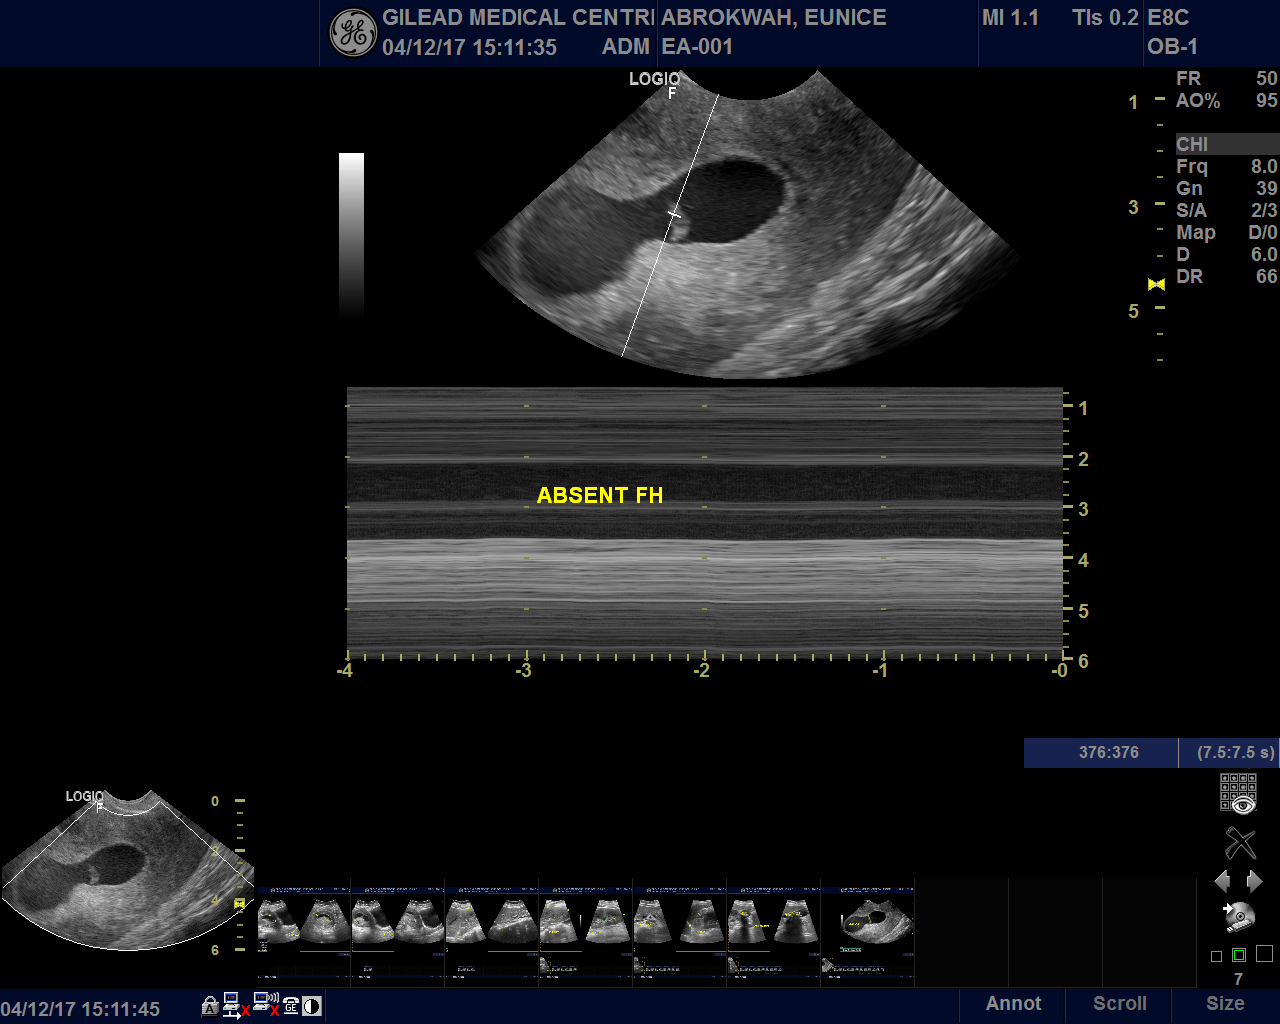 GILEAD MEDICAL CENTR
04/12/17 15:11:35 ADM
ABROKWAH, EUNICE
EA-001
MI 1.1 TIs 0.2
E8C
OB-1
LOGIQ
F
1
3
5
FR 50
AO% 95
CHI
Frq 8.0
Gn 39
S/A 2/3
Map D/0
D 6.0
DR 66
ABSENT FH
1
2
3
4
5
6
-4 -3 -2 -1 -0
376:376 (7.5:7.5 s)
LOGIQ
F
0
2
4
6
7
04/12/17 15:11:45
A
X
X
GE
Annot Scroll Size